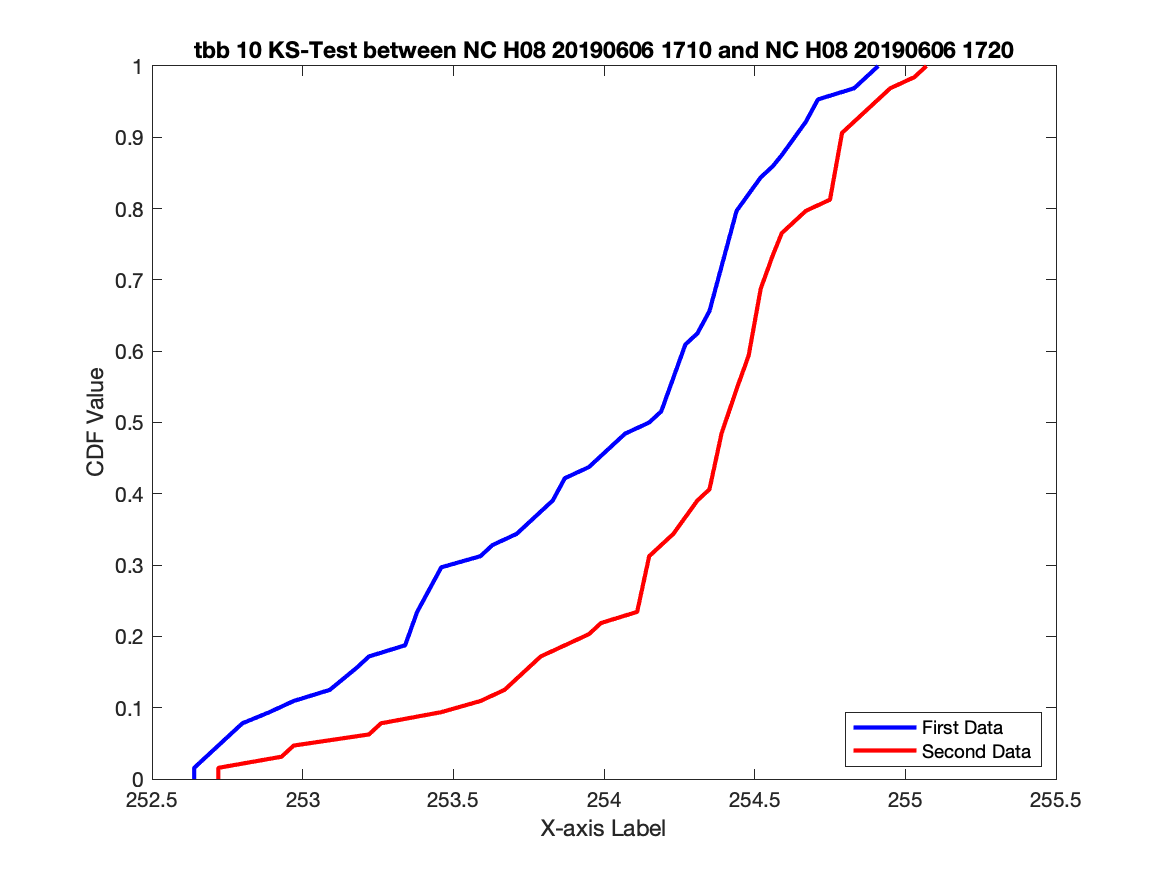 tbb 10 KS-Test between NC H08 20190606 1710 and NC H08 20190606 1720
1
0.9
0.8
0.7
0.6
0.5
0.4
0.3
0.2
0.1
0
CDF Value
First Data
Second Data
252.5 253 253.5 254 254.5 255 255.5
X-axis Label